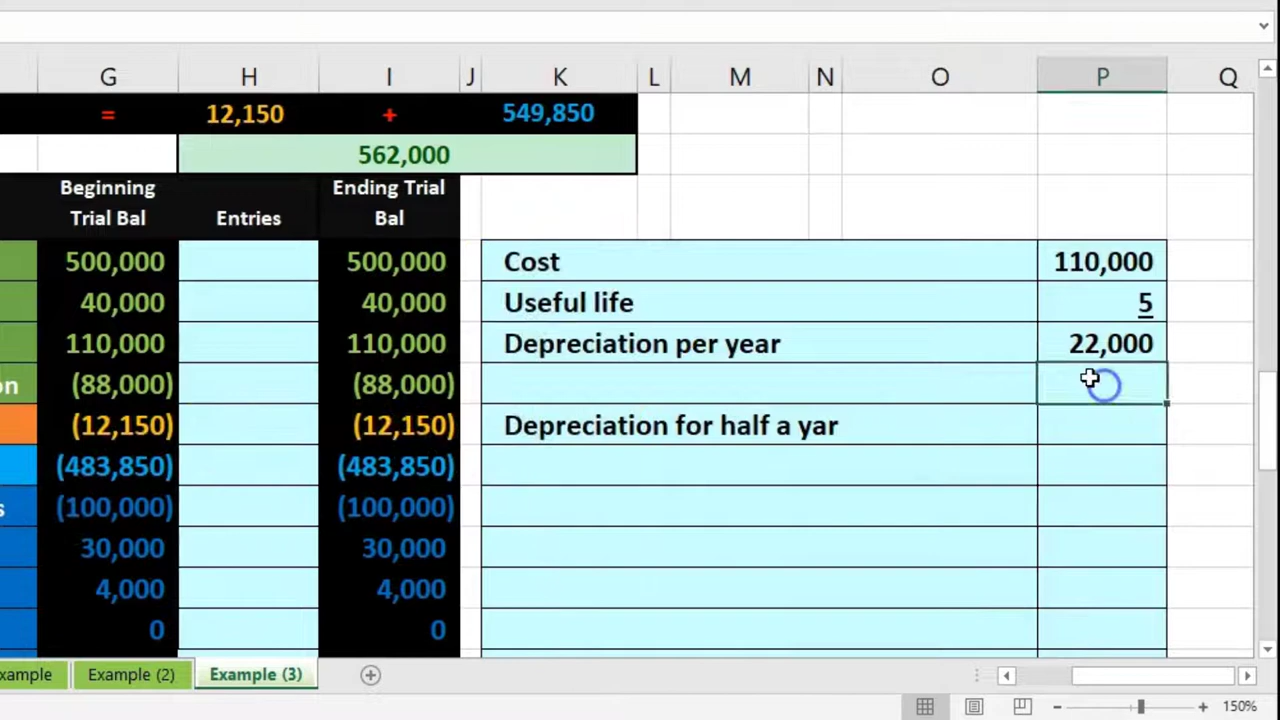 G H I J K L M N O P Q
= 12,150 + 549,850
562,000
Beginning Trial Bal Entries Ending Trial Bal
500,000 500,000 Cost 110,000
40,000 40,000 Useful life 5
110,000 110,000 Depreciation per year 22,000
on (88,000) (88,000)
(12,150) (12,150) Depreciation for half a yar
(483,850) (483,850)
s (100,000) (100,000)
30,000 30,000
4,000 4,000
0 0
xample Example (2) Example (3)
150%